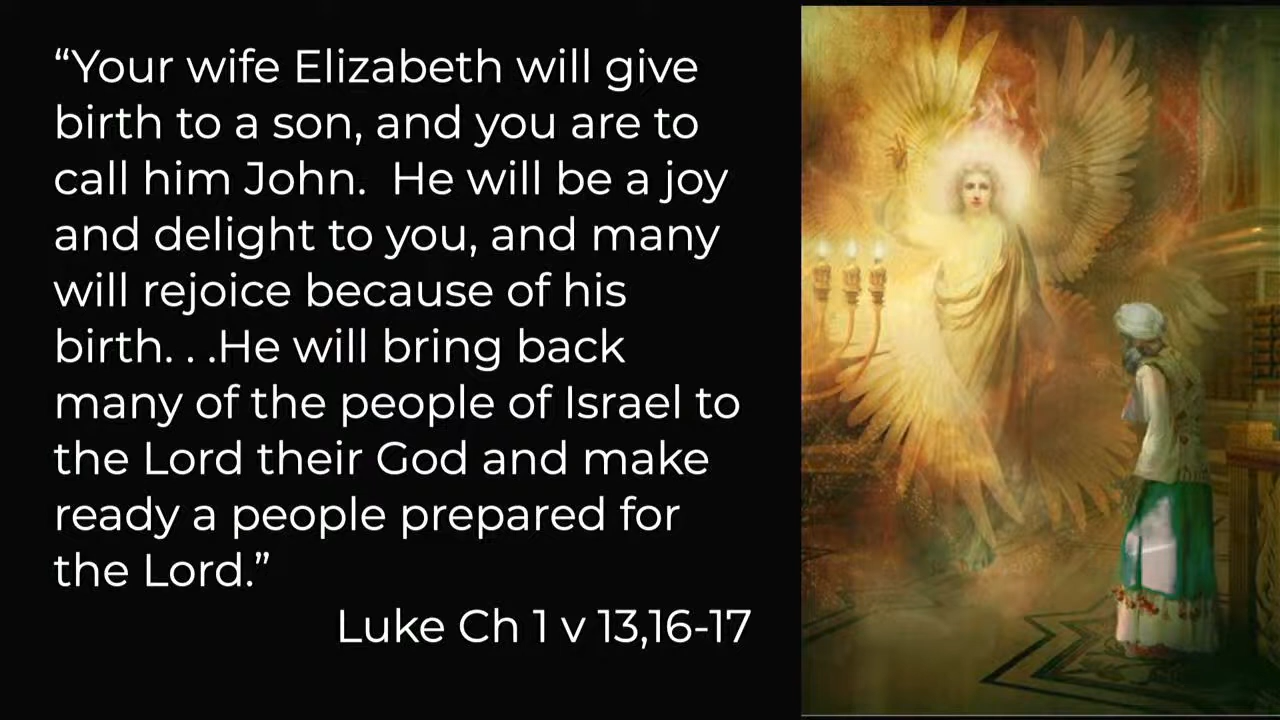 “Your wife Elizabeth will give
birth to a son, and you are to
call him John.  He will be a joy
and delight to you, and many
will rejoice because of his
birth. . .He will bring back
many of the people of Israel to
the Lord their God and make
ready a people prepared for
the Lord.”
Luke Ch 1 v 13,16-17